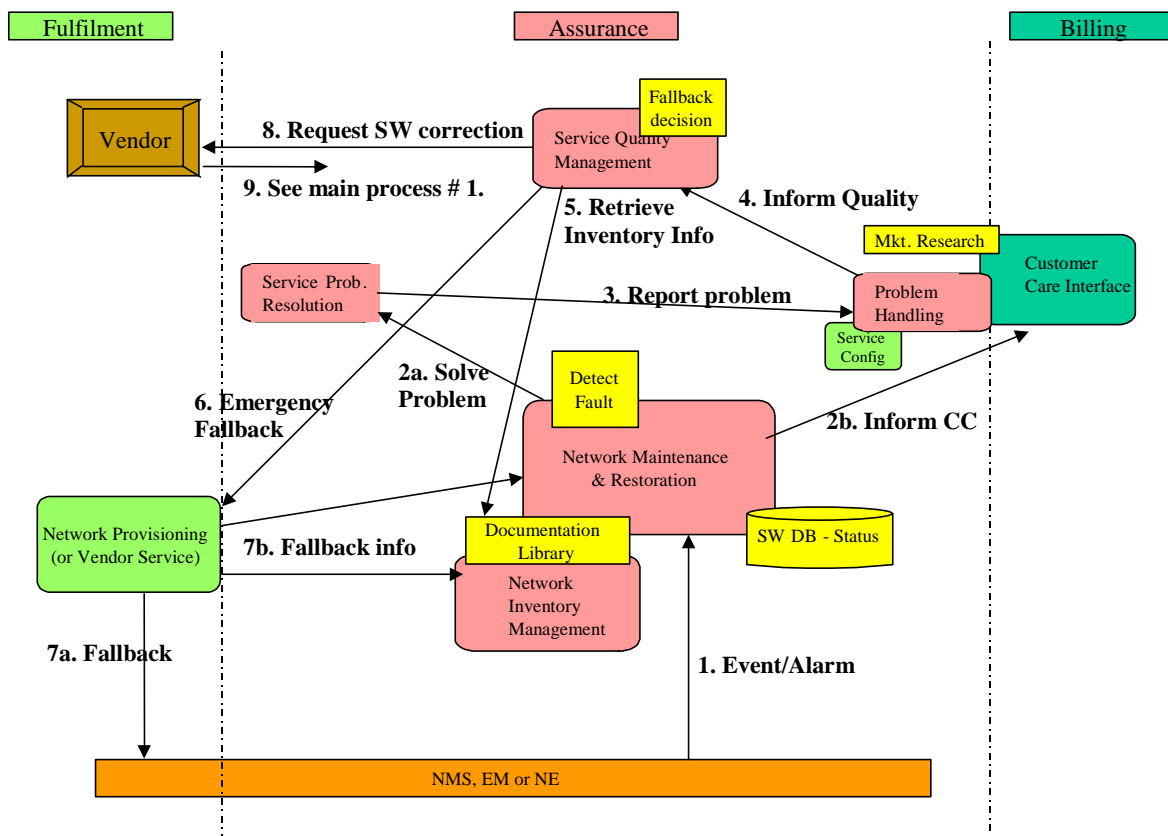 Fulfilment
Assurance
Billing
Vendor
8. Request SW correction
9. See main process # 1.
Fallback
decision
Service Quality
Management
5. Retrieve
Inventory Info
4. Inform Quality
Mkt. Research
Customer
Care Interface
Problem
Handling
Service
Config
Service Prob.
Resolution
3. Report problem
2a. Solve
Problem
Detect
Fault
6. Emergency
Fallback
2b. Inform CC
Network Maintenance
& Restoration
Network Provisioning
(or Vendor Service)
7b. Fallback info
Documentation
Library
SW DB - Status
Network
Inventory
Management
7a. Fallback
1. Event/Alarm
NMS, EM or NE